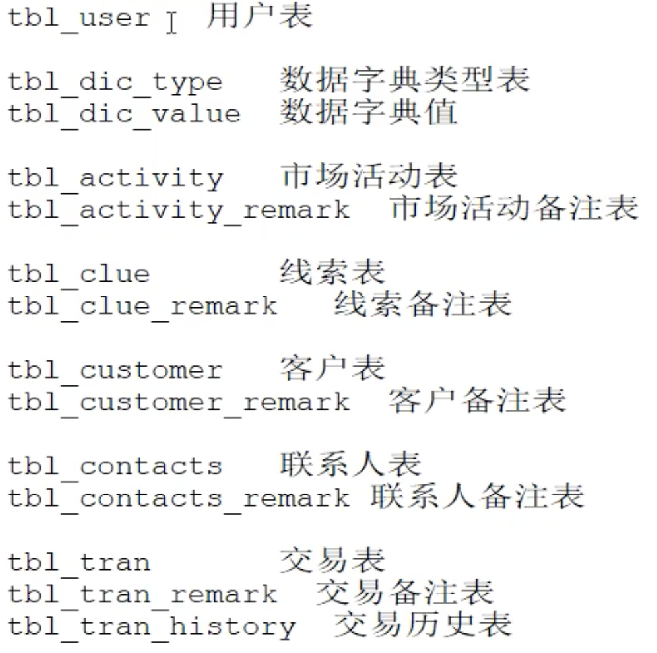 tbl_user 用户表
tbl_dic_type 数据字典类型表
tbl_dic_value 数据字典值
tbl_activity 市场活动表
tbl_activity_remark 市场活动备注表
tbl_clue 线索表
tbl_clue_remark 线索备注表
tbl_customer 客户表
tbl_customer_remark 客户备注表
tbl_contacts 联系人表
tbl_contacts_remark 联系人备注表
tbl_tran 交易表
tbl_tran_remark 交易备注表
tbl_tran_history 交易历史表